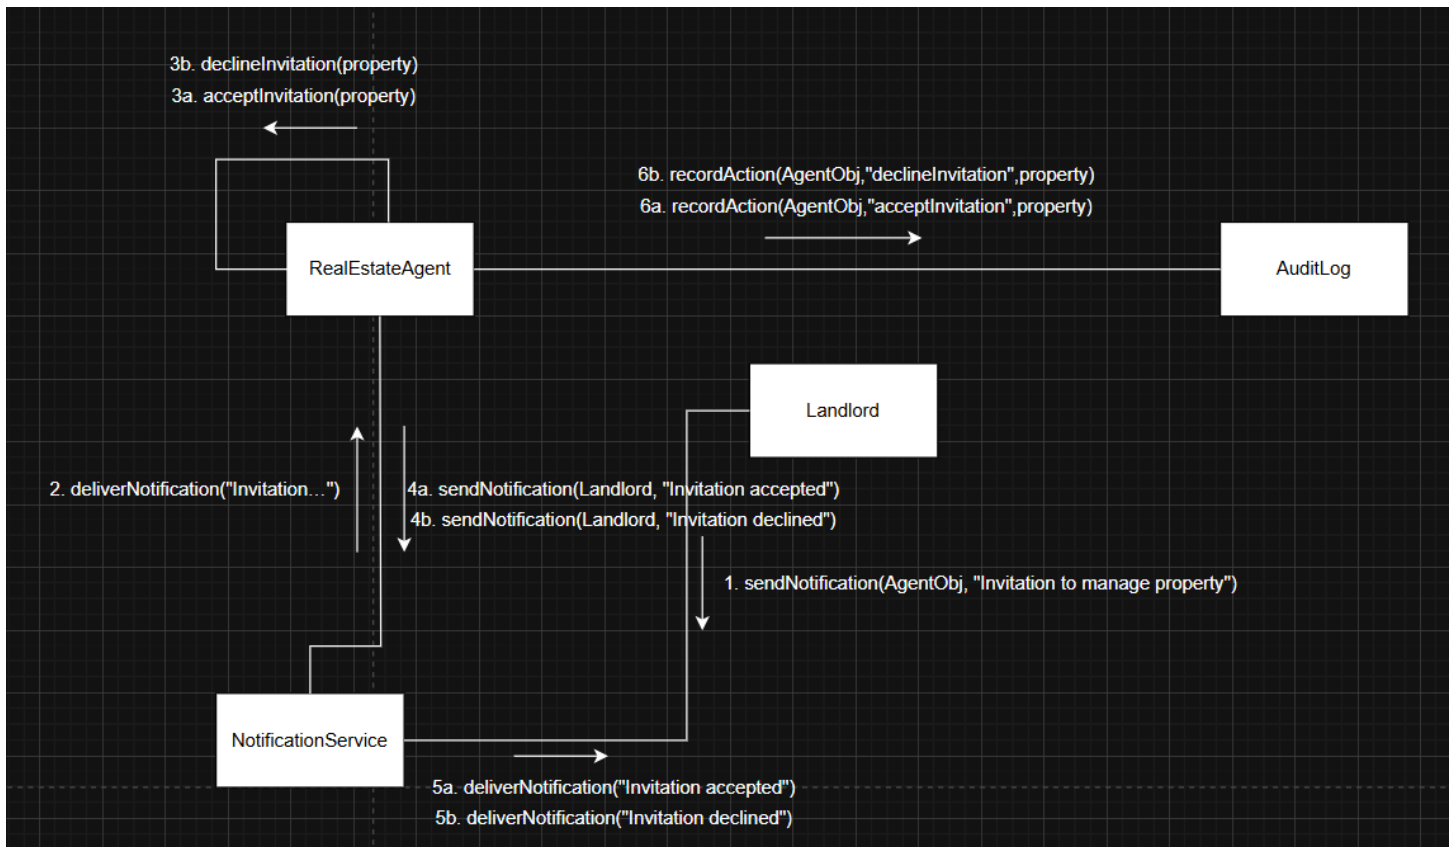 3b. declineInvitation(property)
3a. acceptInvitation(property)
6b. recordAction(AgentObj,"declineInvitation",property)
6a. recordAction(AgentObj,"acceptInvitation",property)
RealEstateAgent
AuditLog
Landlord
2. deliverNotification("Invitation...")
4a. sendNotification(Landlord, "Invitation accepted")
4b. sendNotification(Landlord, "Invitation declined")
1. sendNotification(AgentObj, "Invitation to manage property")
NotificationService
5a. deliverNotification("Invitation accepted")
5b. deliverNotification("Invitation declined")